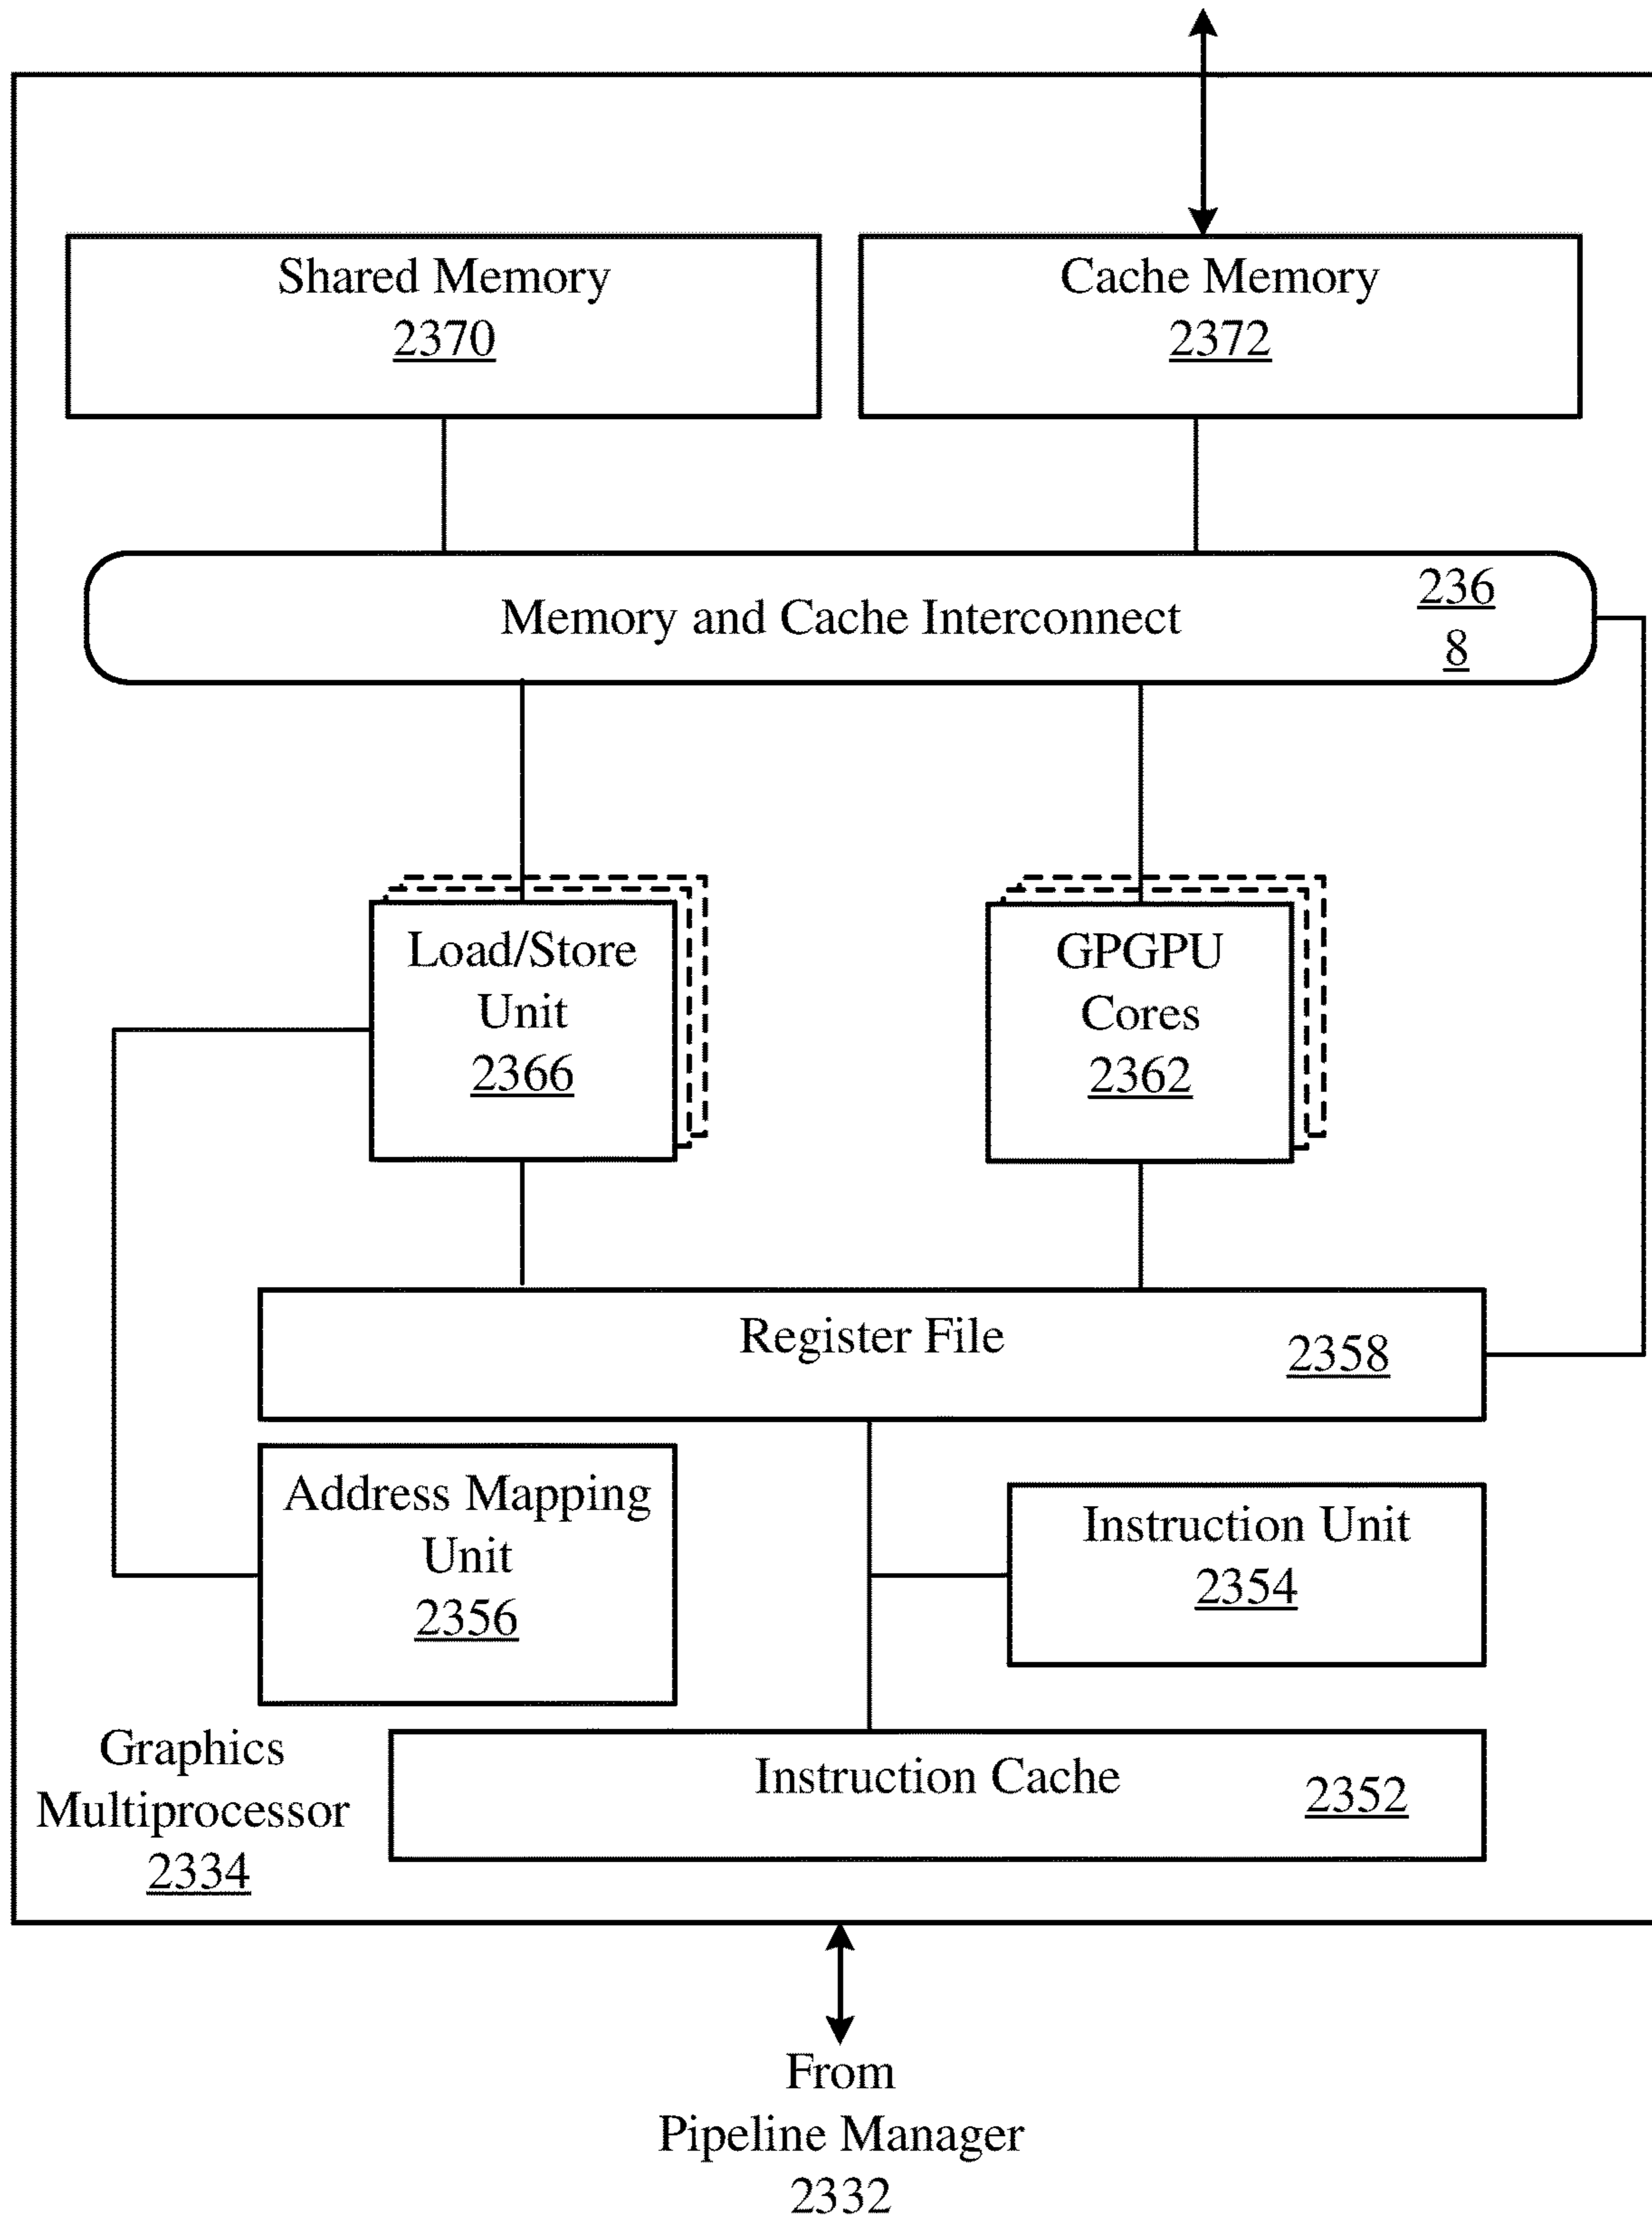 Shared Memory
2370
Cache Memory
2372
Memory and Cache Interconnect
236
8
Load/Store
Unit
2366
GPGPU
Cores
2362
Register File
2358
Address Mapping
Unit
2356
Instruction Unit
2354
Graphics
Multiprocessor
2334
Instruction Cache
2352
From
Pipeline Manager
2332